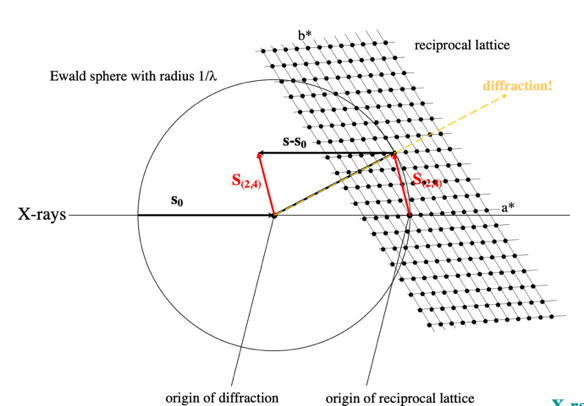 b*
reciprocal lattice
Ewald sphere with radius 1/λ
diffraction!
s-s0
S(2,4)
S(2,4)
s0
a*
X-rays
origin of diffraction
origin of reciprocal lattice